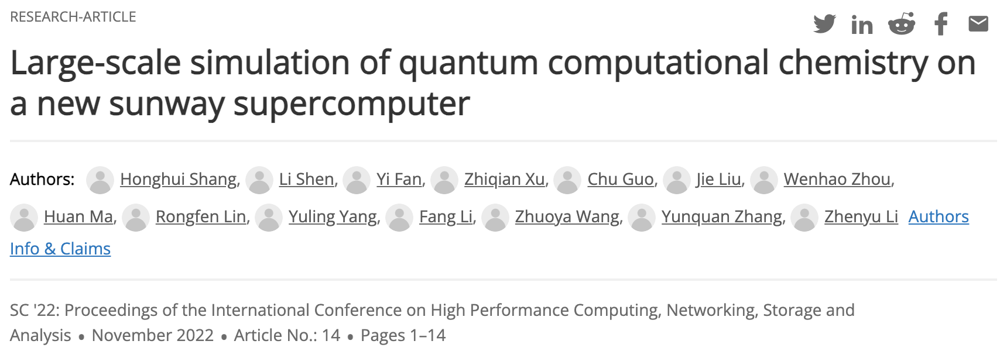 RESEARCH-ARTICLE
Large-scale simulation of quantum computational chemistry on
a new sunway supercomputer
Authors: Honghui Shang, Li Shen, Yi Fan, Zhiqian Xu, Chu Guo, Jie Liu, Wenhao Zhou,
Huan Ma, Rongfen Lin, Yuling Yang, Fang Li, Zhuoya Wang, Yunquan Zhang, Zhenyu Li Authors
Info & Claims
SC '22: Proceedings of the International Conference on High Performance Computing, Networking, Storage and
Analysis • November 2022 • Article No.: 14 • Pages 1–14